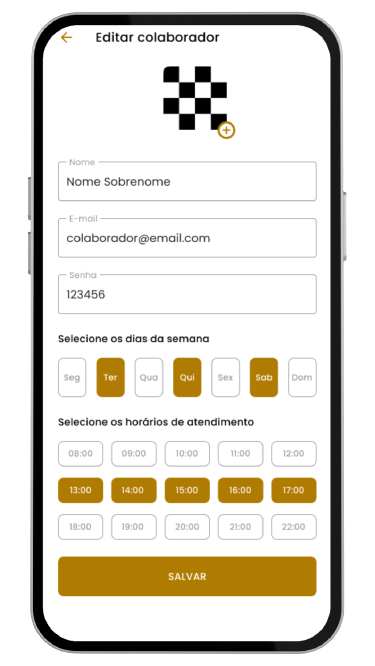 Editar colaborador
Nome
Nome Sobrenome
E-mail
colaborador@email.com
Senha
123456
Selecione os dias da semana
Seg Ter Qua Qui Sex Sab Dom
Selecione os horários de atendimento
08:00 09:00 10:00 11:00 12:00
13:00 14:00 15:00 16:00 17:00
18:00 19:00 20:00 21:00 22:00
SALVAR